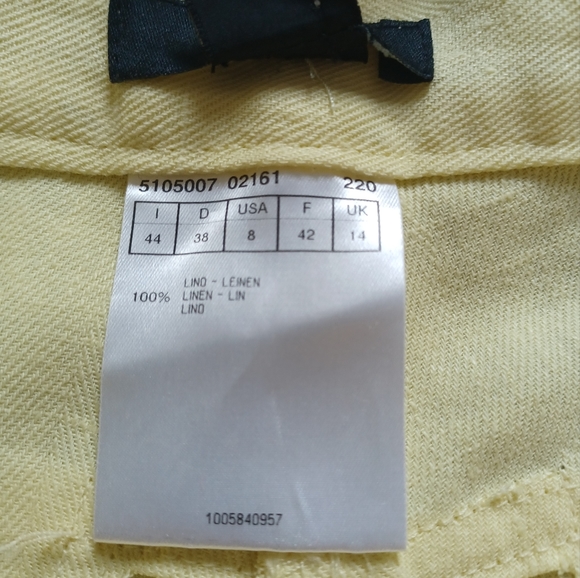 5105007 02161 220
I D USA F UK
44 38 8 42 14
LINO - LEINEN
100% LINEN - LIN
LINO
1005840957